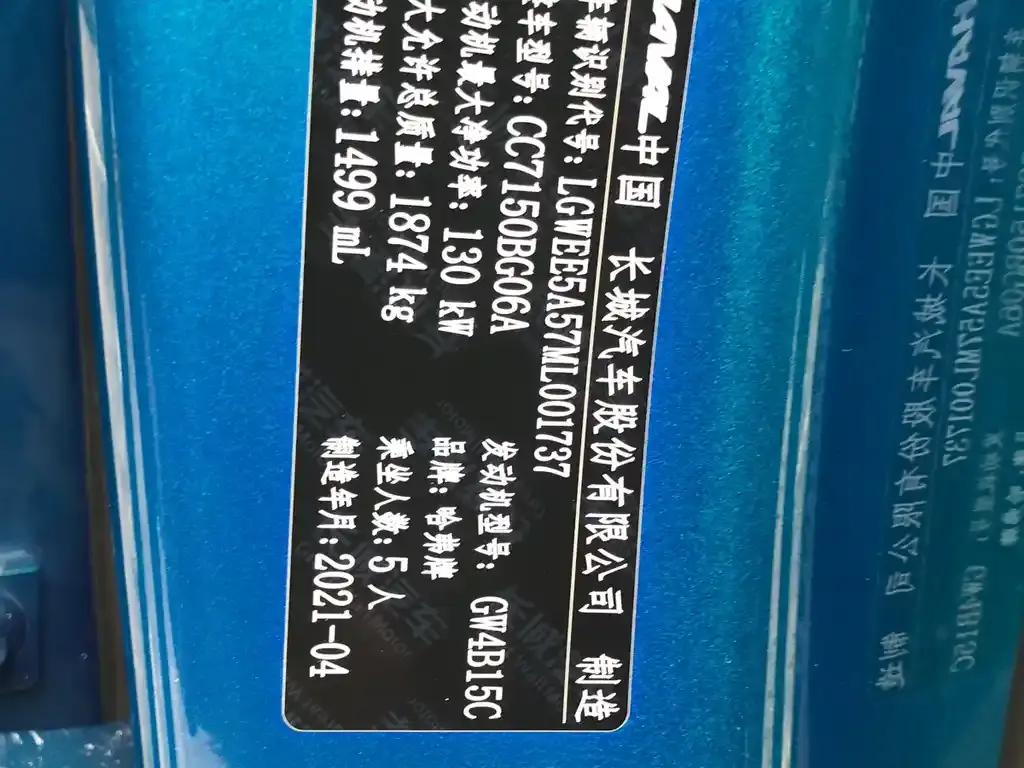 HAVAL 中国 长城汽车股份有限公司 制造
车辆识别代号: LGWEE5A57ML001737
整车型号: CC7150BG06A 发动机型号: GW4B15C
发动机最大净功率: 130 kW 品牌: 哈弗牌
最大允许总质量: 1874 kg 乘坐人数: 5人
发动机排量: 1499 mL 制造年月: 2021-04